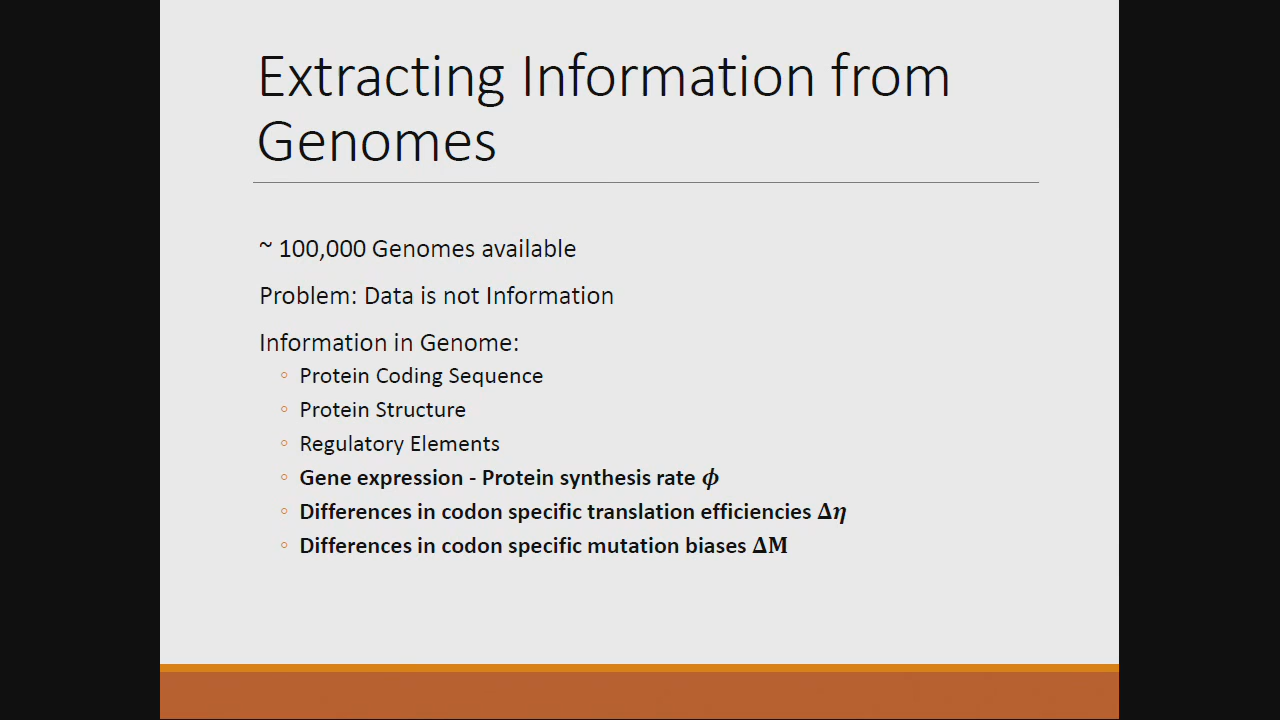 Extracting Information from
Genomes
~ 100,000 Genomes available
Problem: Data is not Information
Information in Genome:
◦ Protein Coding Sequence
◦ Protein Structure
◦ Regulatory Elements
◦ Gene expression - Protein synthesis rate ϕ
◦ Differences in codon specific translation efficiencies Δη
◦ Differences in codon specific mutation biases ΔM